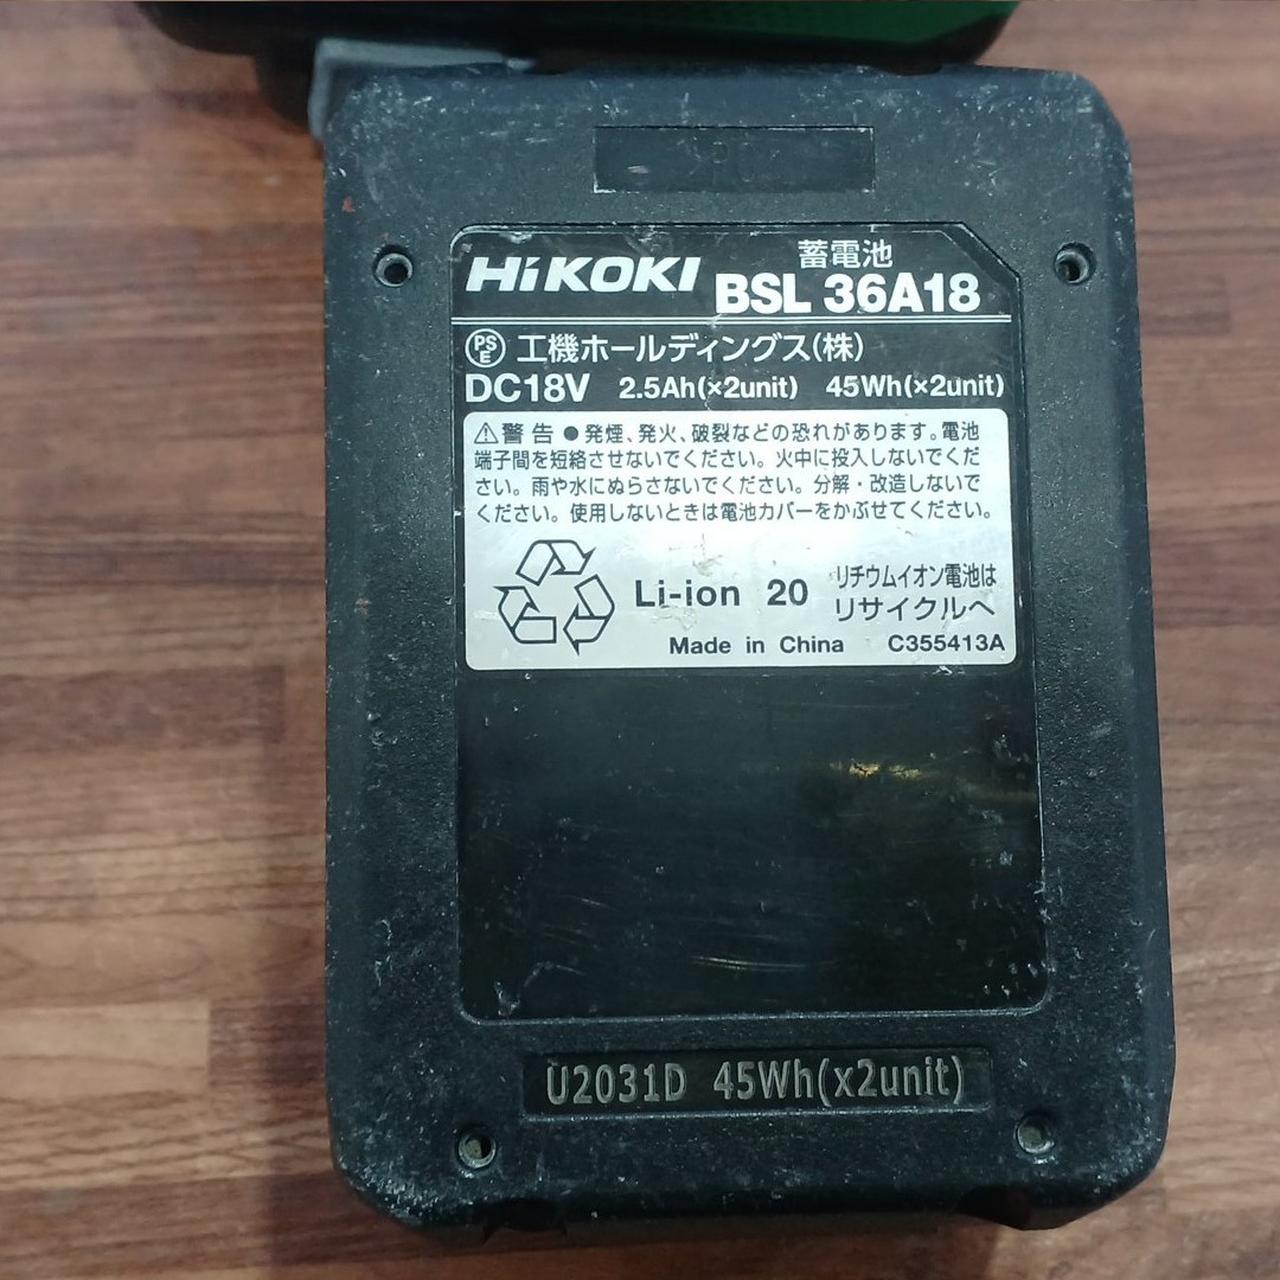 >PC<
HiKOKI 蓄電池
BSL 36A18
PSE 工機ホールディングス(株)
DC18V 2.5Ah(×2unit) 45Wh(×2unit)
⚠警告 ●発煙、発火、破裂などの恐れがあります。電池
端子間を短絡させないでください。火中に投入しないでくだ
さい。雨や水にぬらさないでください。分解・改造しないで
ください。使用しないときは電池カバーをかぶせてください。
Li-ion 20 リチウムイオン電池は
リサイクルへ
Made in China C355413A
U2031D 45Wh(x2unit)